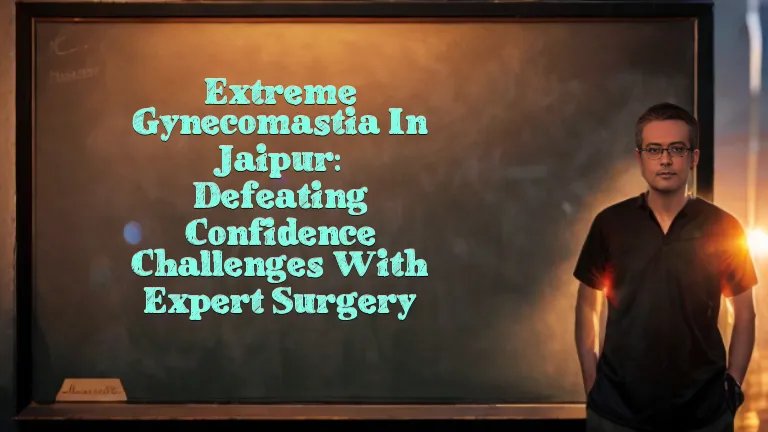 Extreme
Gynecomastia In
Jaipur:
Defeating
Confidence
Challenges With
Expert Surgery